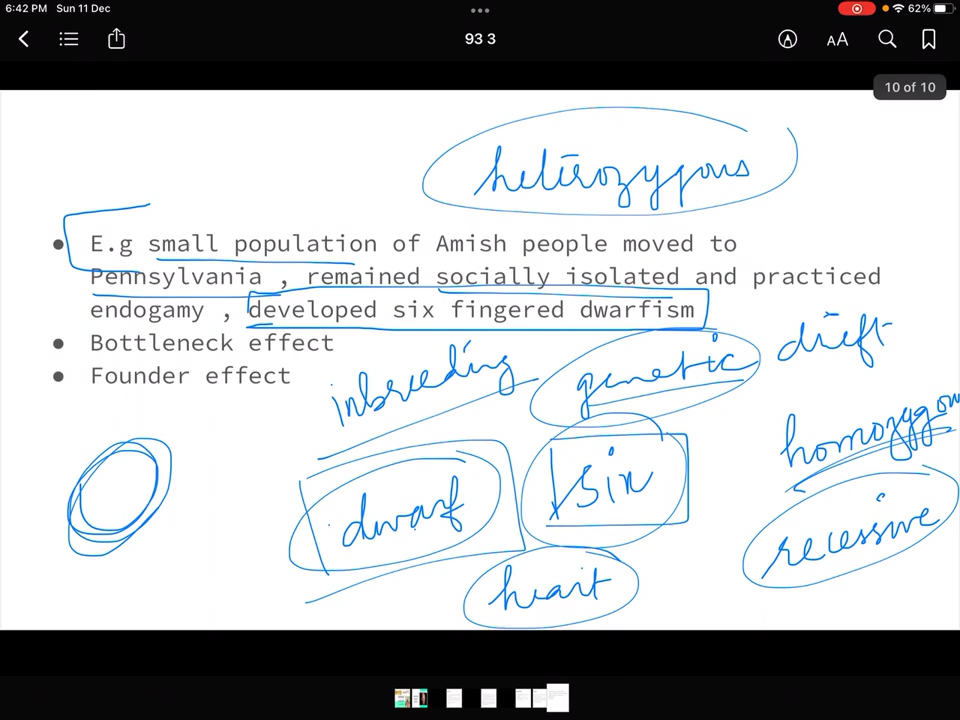 6:42 PM Sun 11 Dec
62%
93 3
AA
10 of 10
heterozygous
• E.g small population of Amish people moved to
Pennsylvania , remained socially isolated and practiced
endogamy , developed six fingered dwarfism
• Bottleneck effect
• Founder effect
inbreeding
genetic drift
homozygous
dwarf
six
recessive
heart